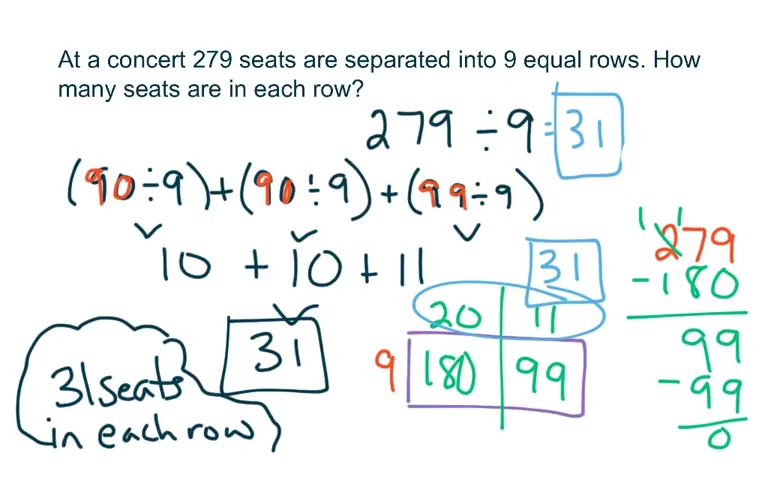 At a concert 279 seats are separated into 9 equal rows. How
many seats are in each row?
279 ÷ 9 = 31
(90÷9)+(90÷9)+(99÷9)
10 + 10 + 11
31
31 seats
in each row
31
20 11
9 180 99
1 1
279
-180
99
-99
0